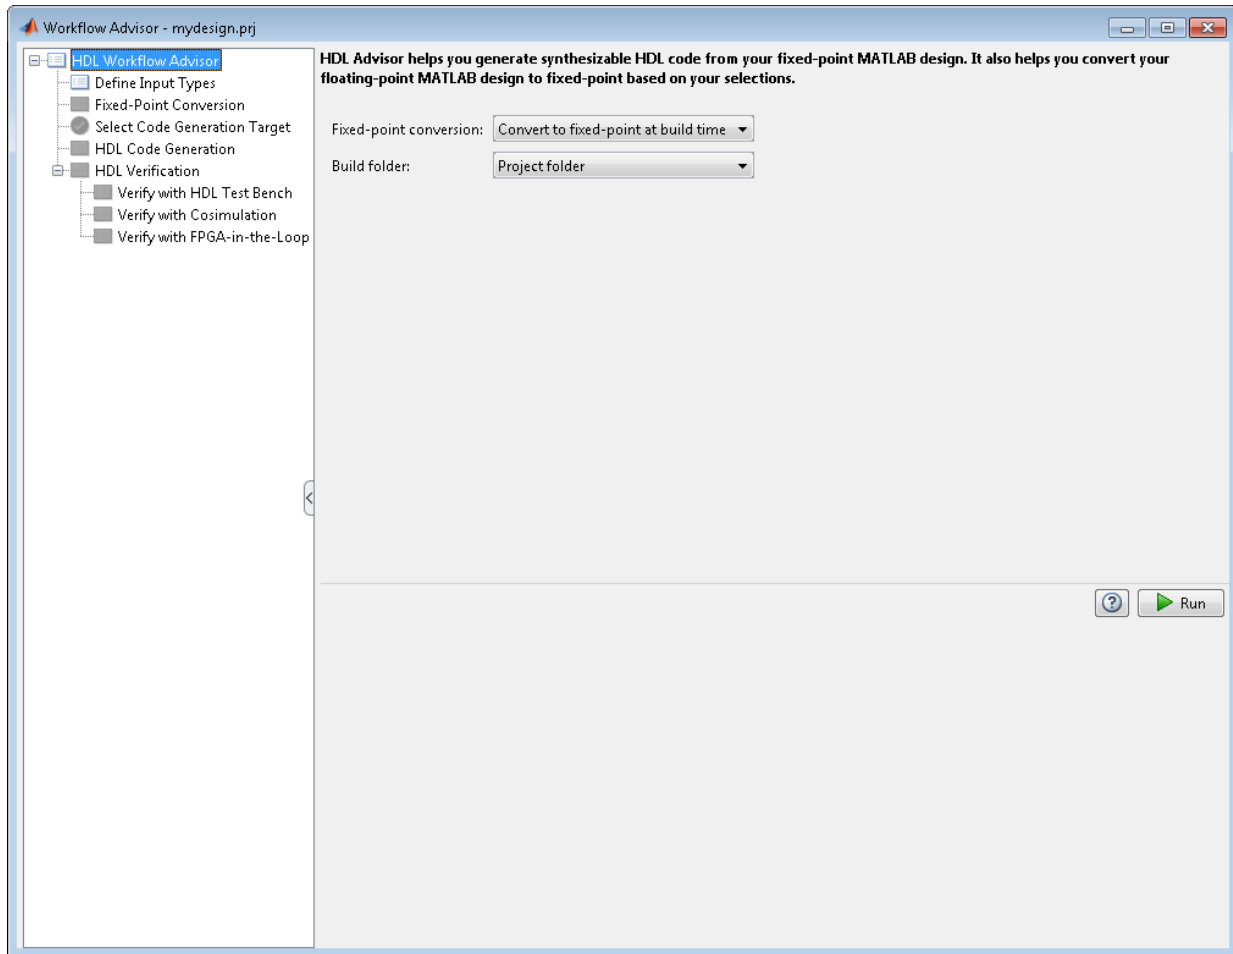 Workflow Advisor - mydesign.prj
HDL Workflow Advisor
Define Input Types
Fixed-Point Conversion
Select Code Generation Target
HDL Code Generation
HDL Verification
Verify with HDL Test Bench
Verify with Cosimulation
Verify with FPGA-in-the-Loop
HDL Advisor helps you generate synthesizable HDL code from your fixed-point MATLAB design. It also helps you convert your
floating-point MATLAB design to fixed-point based on your selections.
Fixed-point conversion: Convert to fixed-point at build time
Build folder: Project folder
? Run